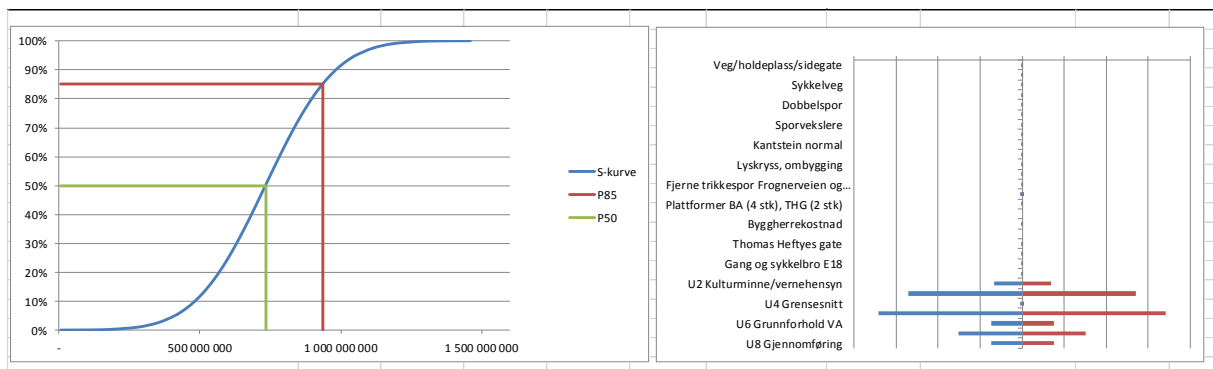 100%
90%
80%
70%
60%
50%
40%
30%
20%
10%
0%
-
500 000 000
1 000 000 000
1 500 000 000
S-kurve
P85
P50
Veg/holdeplass/sidegate
Sykkelveg
Dobbelspor
Sporvekslere
Kantstein normal
Lyskryss, ombygging
Fjerne trikkespor Frognerveien og...
Plattformer BA (4 stk), THG (2 stk)
Byggherrekostnad
Thomas Heftyes gate
Gang og sykkelbro E18
U2 Kulturminne/vernehensyn
U4 Grensesnitt
U6 Grunnforhold VA
U8 Gjennomføring